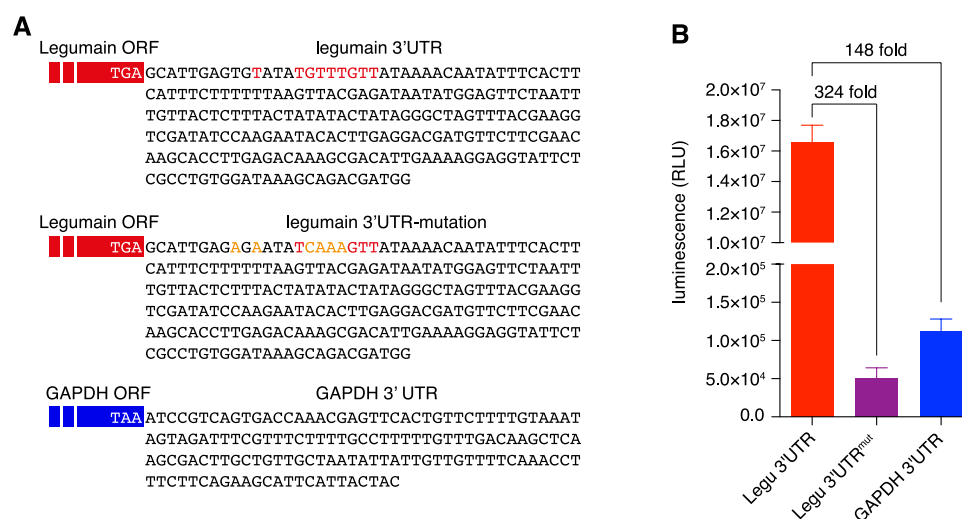 A
Legumain ORF legumain 3'UTR
TGA GCATTGAGTGTATATGTTTGTTATAAAACAATATTTCACTT
CATTTCTTTTTTAAGTTACGAGATAATATGGAGTTCTAATT
TGTTACTCTTTACTATATACTATAGGGCTAGTTTACGAAGG
TCGATATCCAAGAATACACTTGAGGACGATGTTCTTCGAAC
AAGCACCTTGAGACAAAGCGACATTGAAAAGGAGGTATTCT
CGCCTGTGGATAAAGCAGACGATGG
Legumain ORF legumain 3'UTR-mutation
TGA GCATTGAGAGAATATCAAAGTTATAAAACAATATTTCACTT
CATTTCTTTTTTAAGTTACGAGATAATATGGAGTTCTAATT
TGTTACTCTTTACTATATACTATAGGGCTAGTTTACGAAGG
TCGATATCCAAGAATACACTTGAGGACGATGTTCTTCGAAC
AAGCACCTTGAGACAAAGCGACATTGAAAAGGAGGTATTCT
CGCCTGTGGATAAAGCAGACGATGG
GAPDH ORF GAPDH 3' UTR
TAA ATCCGTCAGTGACCAAACGAGTTCACTGTTCTTTTGTAAAT
AGTAGATTTCGTTTCTTTTGCCTTTTTGTTTGACAAGCTCA
AGCGACTTGCTGTTGCTAATATTATTGTTGTTTTCAAACCT
TTCTTCAGAAGCATTCATTACTAC
B
148 fold
324 fold
luminescence (RLU)
2.0×10⁷
1.8×10⁷
1.6×10⁷
1.4×10⁷
1.0×10⁷
1.0×10⁷
2.0×10⁵
1.5×10⁵
1.0×10⁵
5.0×10⁴
0.0
Legu 3'UTR
Legu 3'UTRᵐᵘᵗ
GAPDH 3'UTR